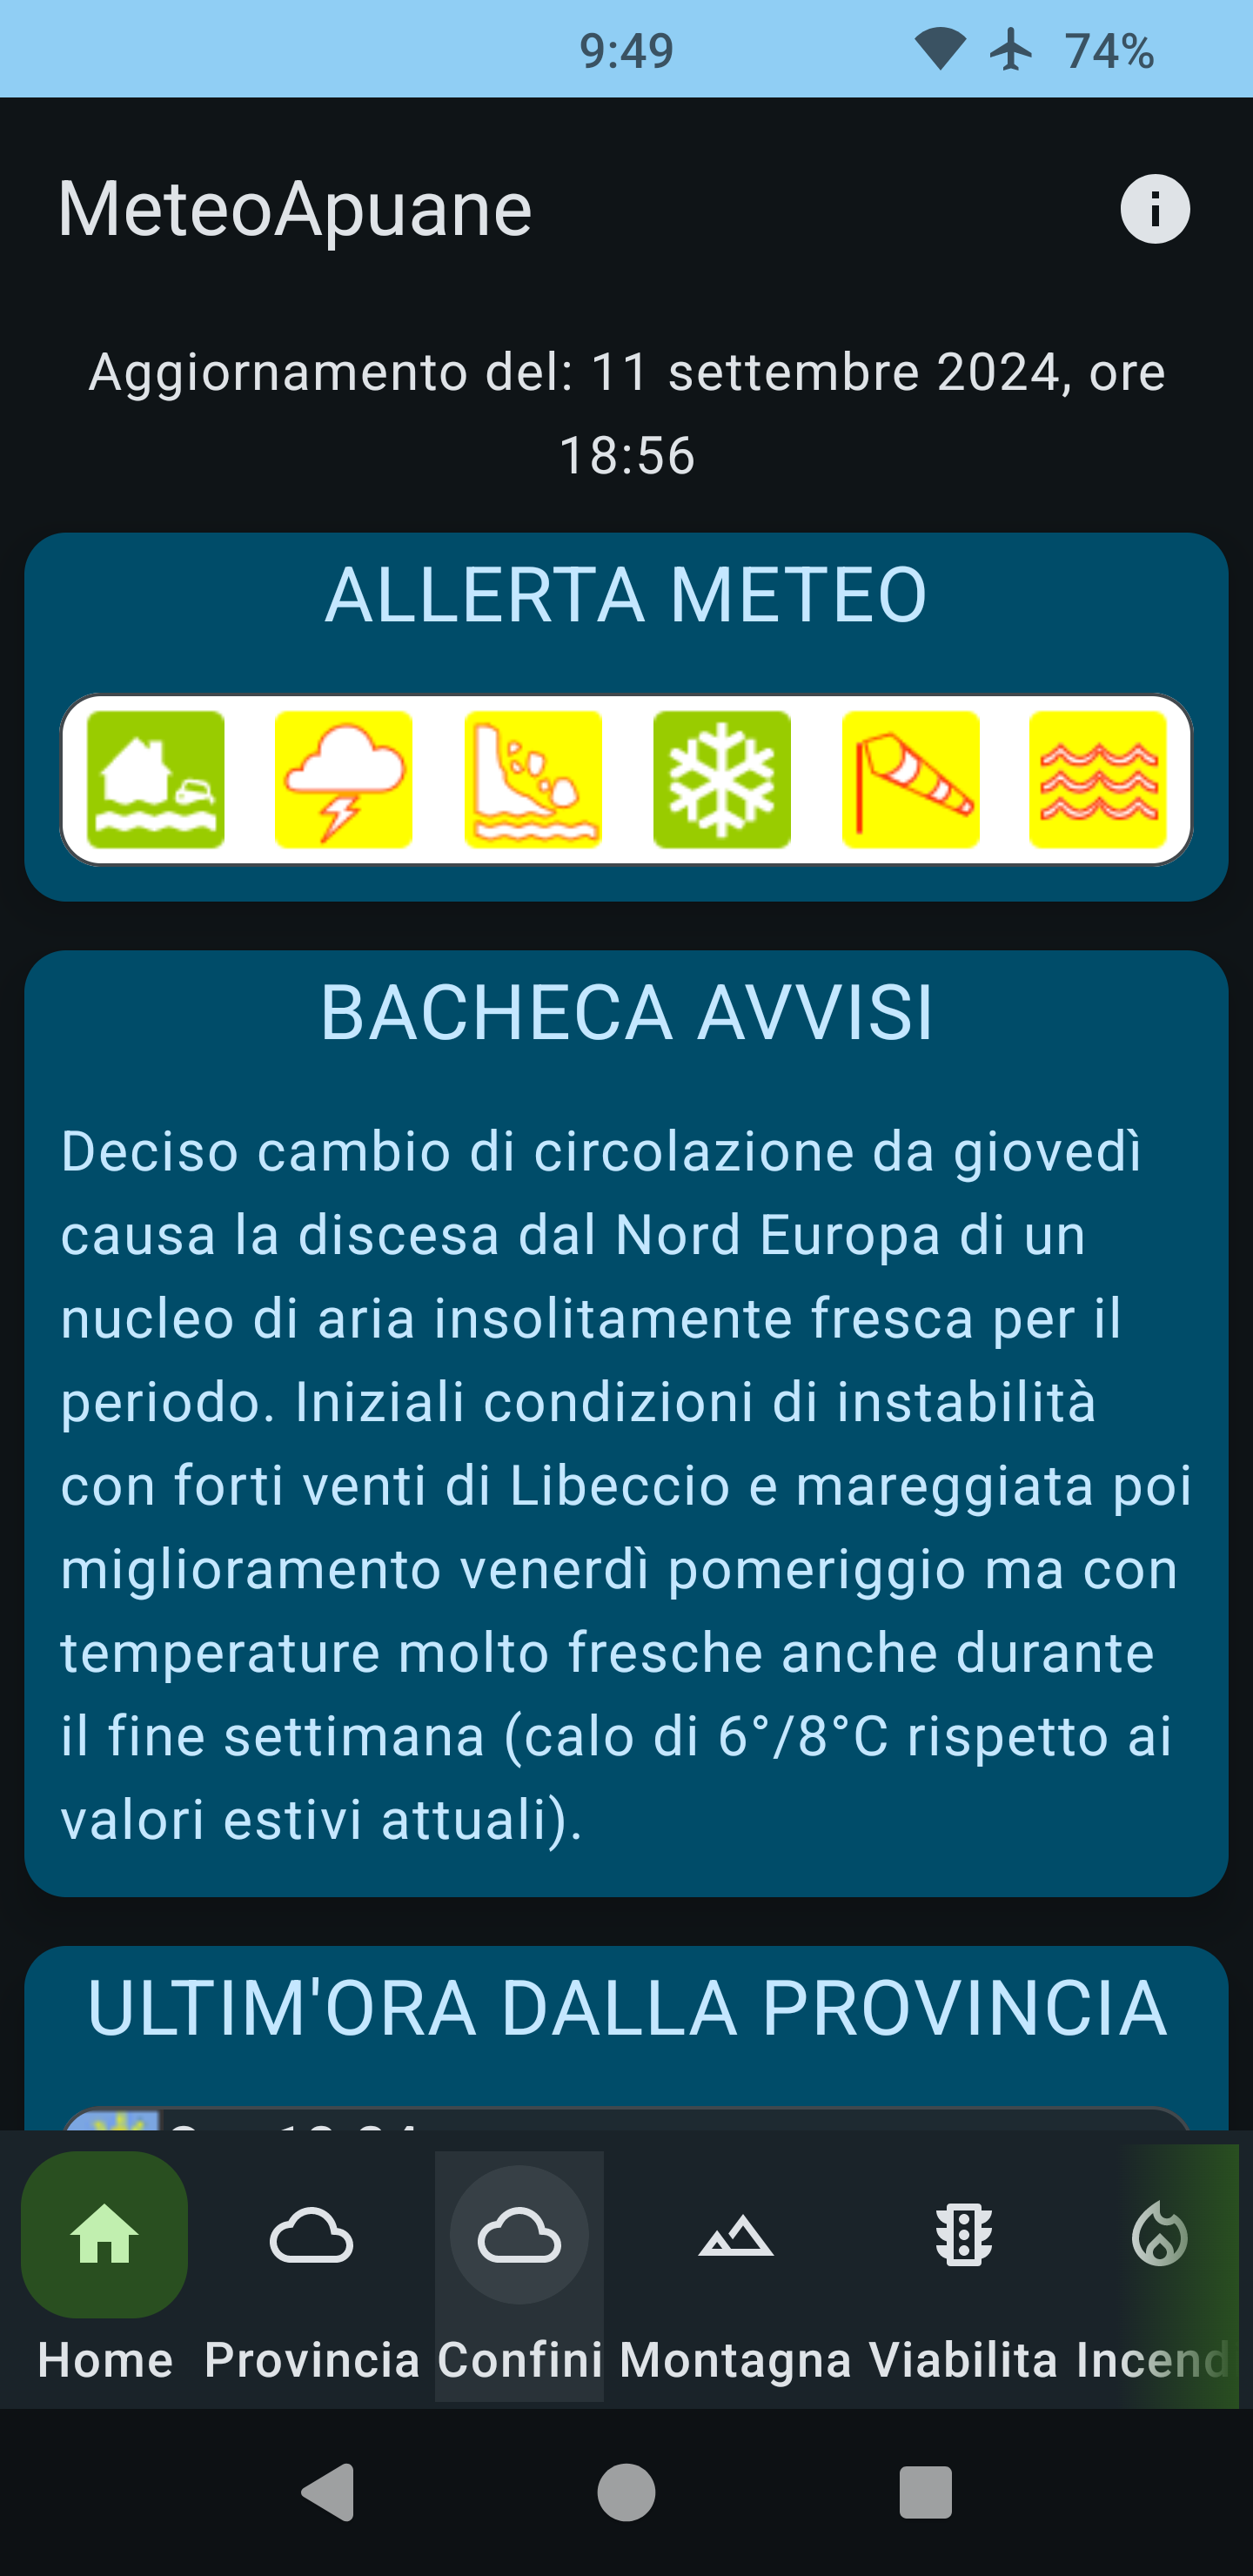 9:49
74%
MeteoApuane
Aggiornamento del: 11 settembre 2024, ore
18:56
ALLERTA METEO
BACHECA AVVISI
Deciso cambio di circolazione da giovedì
causa la discesa dal Nord Europa di un
nucleo di aria insolitamente fresca per il
periodo. Iniziali condizioni di instabilità
con forti venti di Libeccio e mareggiata poi
miglioramento venerdì pomeriggio ma con
temperature molto fresche anche durante
il fine settimana (calo di 6°/8°C rispetto ai
valori estivi attuali).
ULTIM'ORA DALLA PROVINCIA
Home Provincia Confini Montagna Viabilita Incend